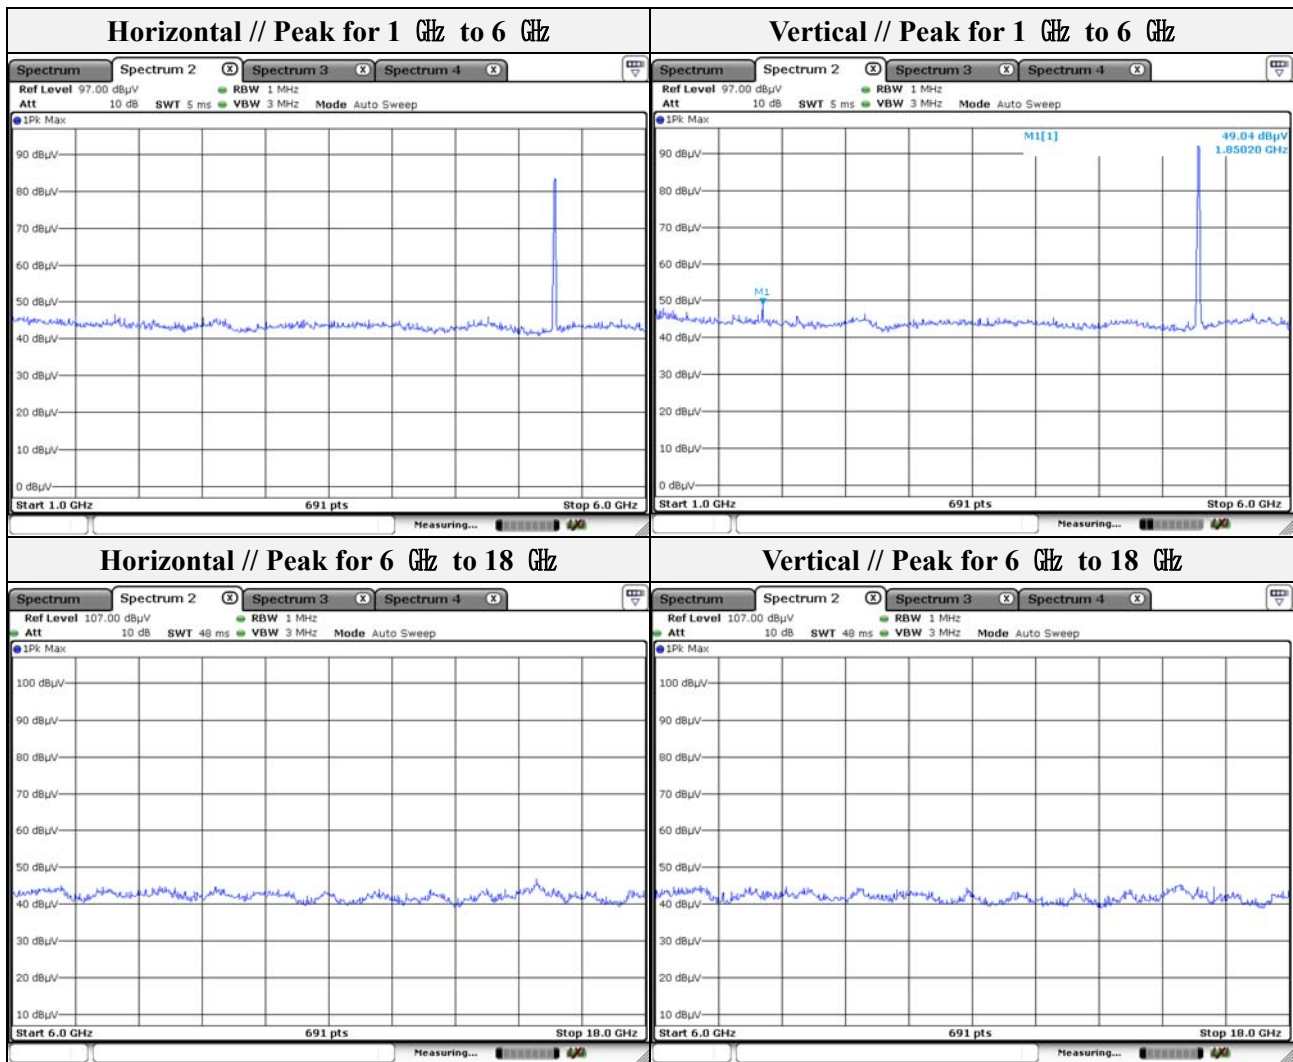 Horizontal // Peak for 1 ㎓ to 6 ㎓
Spectrum Spectrum 2 X Spectrum 3 X Spectrum 4 X
Ref Level 97.00 dBµV RBW 1 MHz
Att 10 dB SWT 5 ms VBW 3 MHz Mode Auto Sweep
1Pk Max
90 dBµV
80 dBµV
70 dBµV
60 dBµV
50 dBµV
40 dBµV
30 dBµV
20 dBµV
10 dBµV
0 dBµV
Start 1.0 GHz 691 pts Stop 6.0 GHz
Measuring...
Vertical // Peak for 1 ㎓ to 6 ㎓
Spectrum Spectrum 2 X Spectrum 3 X Spectrum 4 X
Ref Level 97.00 dBµV RBW 1 MHz
Att 10 dB SWT 5 ms VBW 3 MHz Mode Auto Sweep
1Pk Max
M1[1] 49.04 dBµV
1.85020 GHz
90 dBµV
80 dBµV
70 dBµV
60 dBµV
50 dBµV
M1
40 dBµV
30 dBµV
20 dBµV
10 dBµV
0 dBµV
Start 1.0 GHz 691 pts Stop 6.0 GHz
Measuring...
Horizontal // Peak for 6 ㎓ to 18 ㎓
Spectrum Spectrum 2 X Spectrum 3 X Spectrum 4 X
Ref Level 107.00 dBµV RBW 1 MHz
Att 10 dB SWT 48 ms VBW 3 MHz Mode Auto Sweep
1Pk Max
100 dBµV
90 dBµV
80 dBµV
70 dBµV
60 dBµV
50 dBµV
40 dBµV
30 dBµV
20 dBµV
10 dBµV
Start 6.0 GHz 691 pts Stop 18.0 GHz
Measuring...
Vertical // Peak for 6 ㎓ to 18 ㎓
Spectrum Spectrum 2 X Spectrum 3 X Spectrum 4 X
Ref Level 107.00 dBµV RBW 1 MHz
Att 10 dB SWT 48 ms VBW 3 MHz Mode Auto Sweep
1Pk Max
100 dBµV
90 dBµV
80 dBµV
70 dBµV
60 dBµV
50 dBµV
40 dBµV
30 dBµV
20 dBµV
10 dBµV
Start 6.0 GHz 691 pts Stop 18.0 GHz
Measuring...